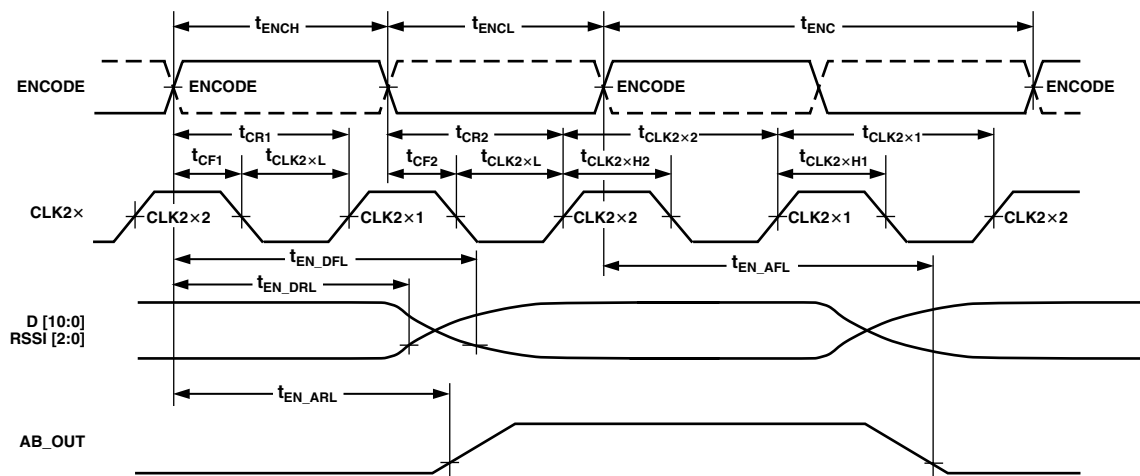 tENCH tENCL tENC
ENCODE ENCODE ENCODE ENCODE
tCR1 tCR2 tCLK2×2 tCLK2×1
tCF1 tCLK2×L tCF2 tCLK2×L tCLK2×H2 tCLK2×H1
CLK2× CLK2×2 CLK2×1 CLK2×2 CLK2×1 CLK2×2
tEN_DFL tEN_AFL
tEN_DRL
D [10:0]
RSSI [2:0]
tEN_ARL
AB_OUT